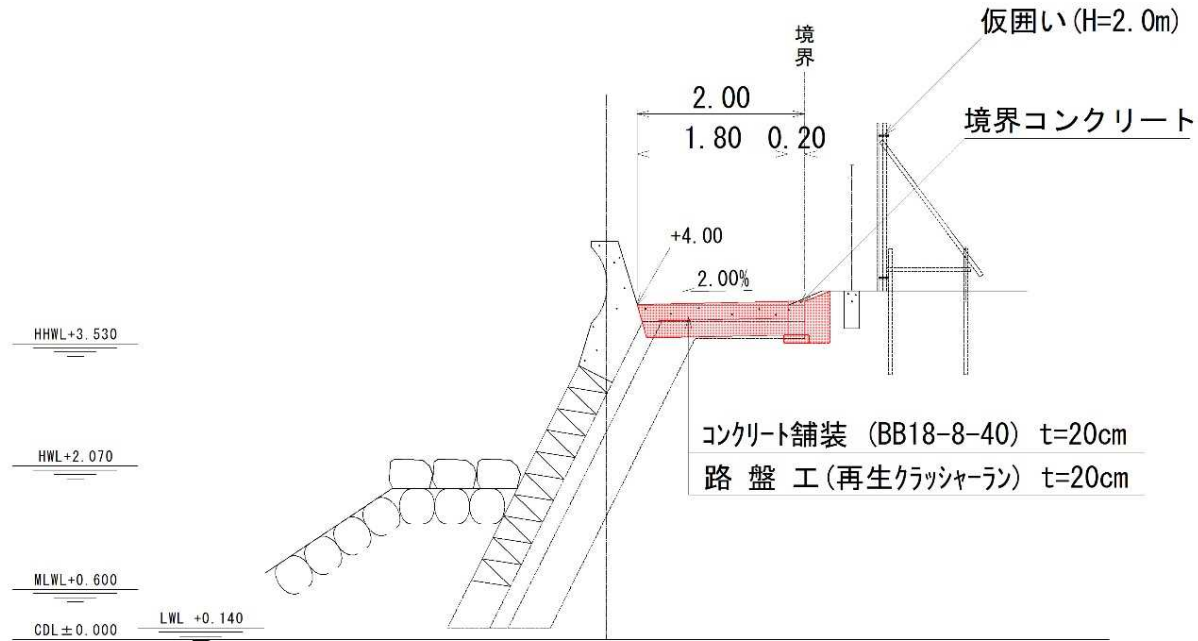 仮囲い(H=2.0m)
境界
2.00
境界コンクリート
1.80 0.20
+4.00
2.00%
HHWL+3.530
コンクリート舗装 (BB18-8-40) t=20cm
HWL+2.070
路 盤 工(再生クラッシャーラン) t=20cm
MLWL+0.600
LWL +0.140
CDL±0.000